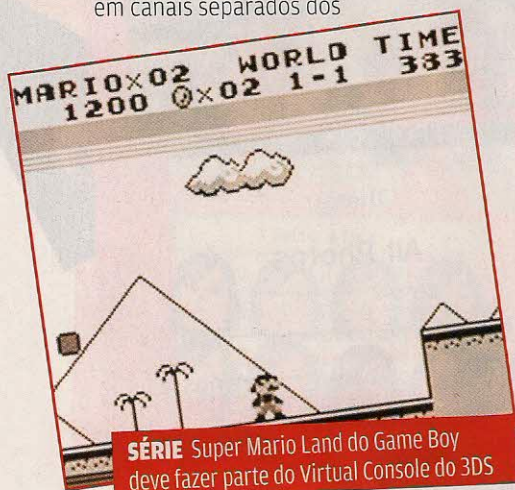 em canais separados dos
MARIO×02 WORLD TIME
1200 ×02 1-1 383
SÉRIE Super Mario Land do Game Boy
deve fazer parte do Virtual Console do 3DS